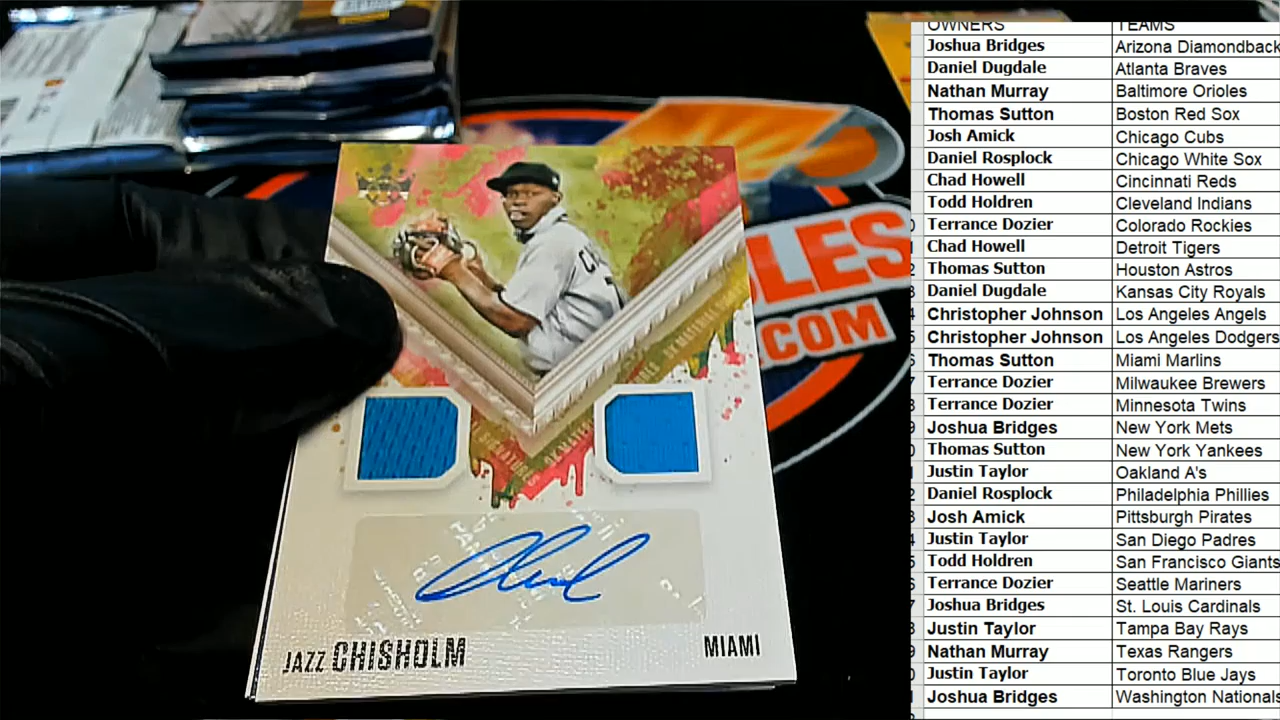 OWNERS TEAMS
Joshua Bridges Arizona Diamondback
Daniel Dugdale Atlanta Braves
Nathan Murray Baltimore Orioles
Thomas Sutton Boston Red Sox
Josh Amick Chicago Cubs
Daniel Rosplock Chicago White Sox
Chad Howell Cincinnati Reds
Todd Holdren Cleveland Indians
Terrance Dozier Colorado Rockies
Chad Howell Detroit Tigers
Thomas Sutton Houston Astros
Daniel Dugdale Kansas City Royals
Christopher Johnson Los Angeles Angels
Christopher Johnson Los Angeles Dodgers
Thomas Sutton Miami Marlins
Terrance Dozier Milwaukee Brewers
Terrance Dozier Minnesota Twins
Joshua Bridges New York Mets
Thomas Sutton New York Yankees
Justin Taylor Oakland A's
Daniel Rosplock Philadelphia Phillies
Josh Amick Pittsburgh Pirates
Justin Taylor San Diego Padres
Todd Holdren San Francisco Giants
Terrance Dozier Seattle Mariners
Joshua Bridges St. Louis Cardinals
Justin Taylor Tampa Bay Rays
Nathan Murray Texas Rangers
Justin Taylor Toronto Blue Jays
Joshua Bridges Washington Nationals
LES
.COM
JAZZ CHISHOLM
MIAMI